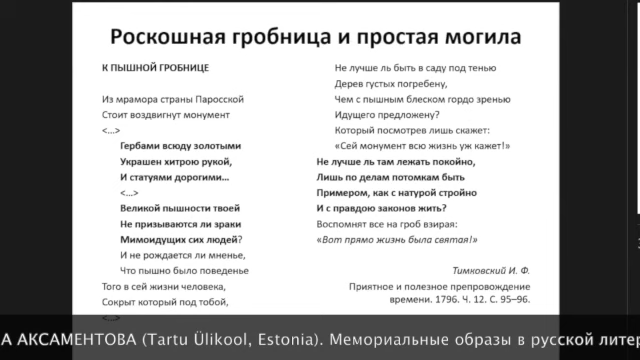 Роскошная гробница и простая могила
К ПЫШНОЙ ГРОБНИЦЕ
Из мрамора страны Паросской
Стоит воздвигнут монумент
<...>
Гербами всюду золотыми
Украшен хитрою рукой,
И статуями дорогими…
<...>
Великой пышности твоей
Не призываются ли зраки
Мимоидущих сих людей?
И не рождается ли мненье,
Что пышно было поведенье
Того в сей жизни человека,
Сокрыт который под тобой,
Не лучше ль быть в саду под тенью
Дерев густых погребену,
Чем с пышным блеском гордо зренью
Идущего предложену?
Который посмотрев лишь скажет:
«Сей монумент всю жизнь уж кажет!»
Не лучше ль там лежать покойно,
Лишь по делам потомкам быть
Примером, как с натурой стройно
И с правдою законов жить?
Воспомнят все на гроб взирая:
«Вот прямо жизнь была святая!»
Тимковский И. Ф.
Приятное и полезное препровождение
времени. 1796. Ч. 12. С. 95–96.
А АКСАМЕНТОВА (Tartu Ülikool, Estonia). Мемориальные образы в русской литер